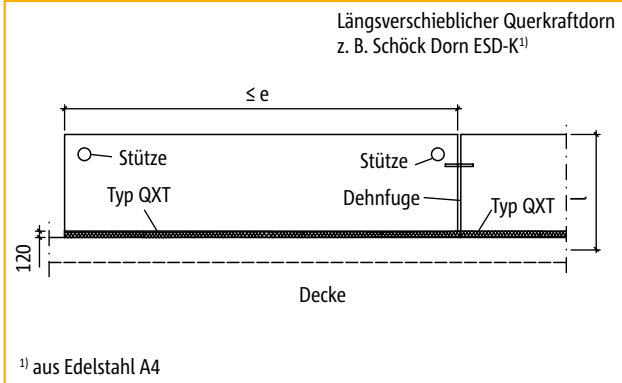 Längsverschieblicher Querkraftdorn
z. B. Schöck Dorn ESD-K¹⁾
≤ e
Stütze
Stütze
Typ QXT
Dehnfuge
Typ QXT
l
120
Decke
¹⁾ aus Edelstahl A4